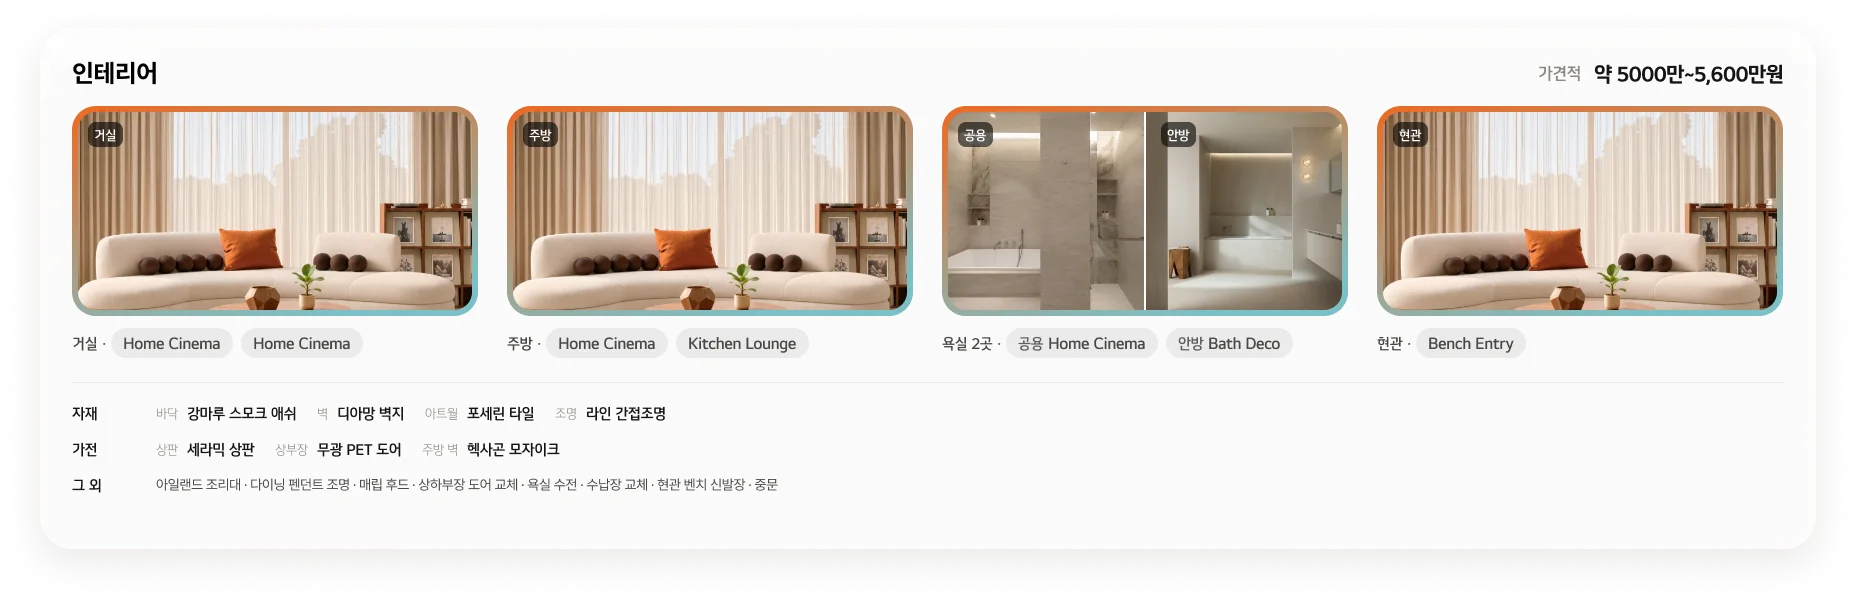 인테리어
가견적 약 5000만~5,600만원
거실
주방
공용 안방
현관
거실 · Home Cinema Home Cinema
주방 · Home Cinema Kitchen Lounge
욕실 2곳 · 공용 Home Cinema 안방 Bath Deco
현관 · Bench Entry
자재 바닥 강마루 스모크 애쉬 벽 디아망 벽지 아트월 포세린 타일 조명 라인 간접조명
가전 상판 세라믹 상판 상부장 무광 PET 도어 주방 벽 헥사곤 모자이크
그 외 아일랜드 조리대 · 다이닝 펜던트 조명 · 매립 후드 · 상하부장 도어 교체 · 욕실 수전 · 수납장 교체 · 현관 벤치 신발장 · 중문